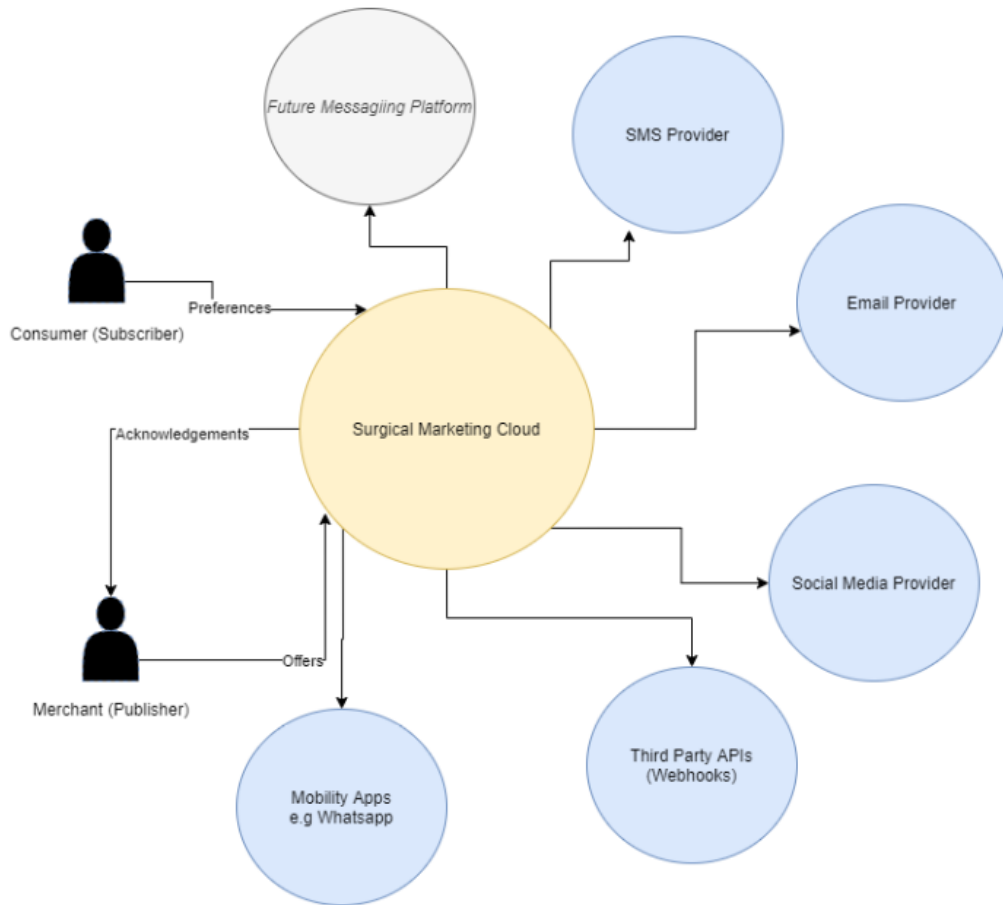 Future Messagiing Platform
SMS Provider
Preferences
Email Provider
Consumer (Subscriber)
Acknowledgements
Surgical Marketing Cloud
Social Media Provider
Offers
Merchant (Publisher)
Third Party APIs
(Webhooks)
Mobility Apps
e.g Whatsapp